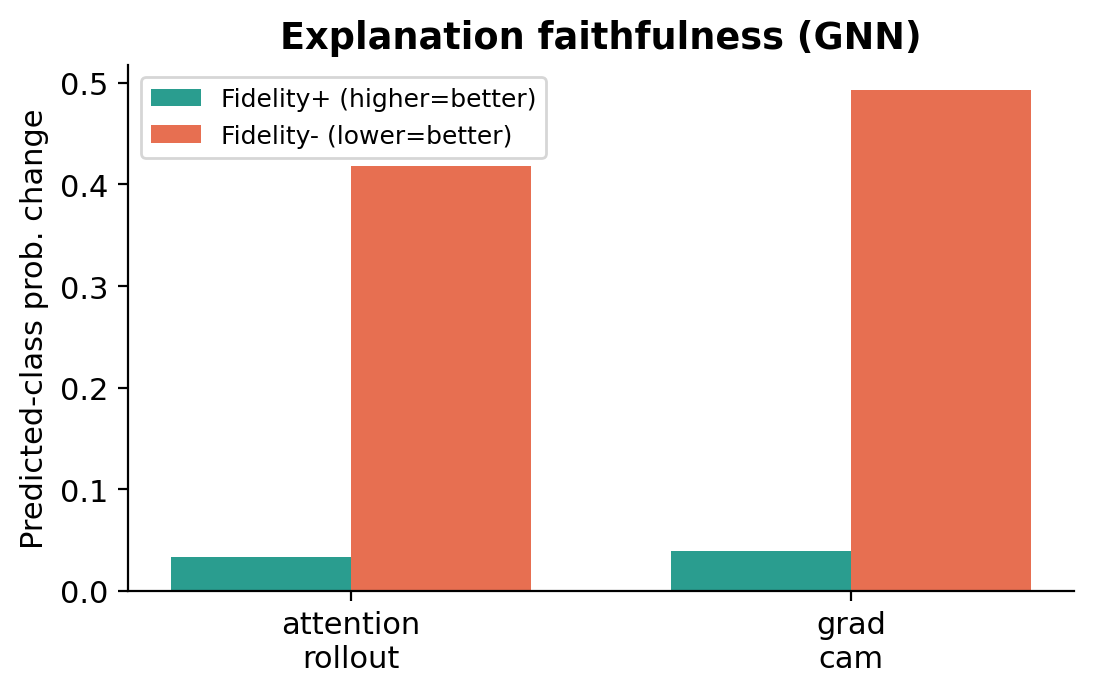 Explanation faithfulness (GNN)
Fidelity+ (higher=better)
Fidelity- (lower=better)
Predicted-class prob. change
0.5
0.4
0.3
0.2
0.1
0.0
attention
rollout
grad
cam